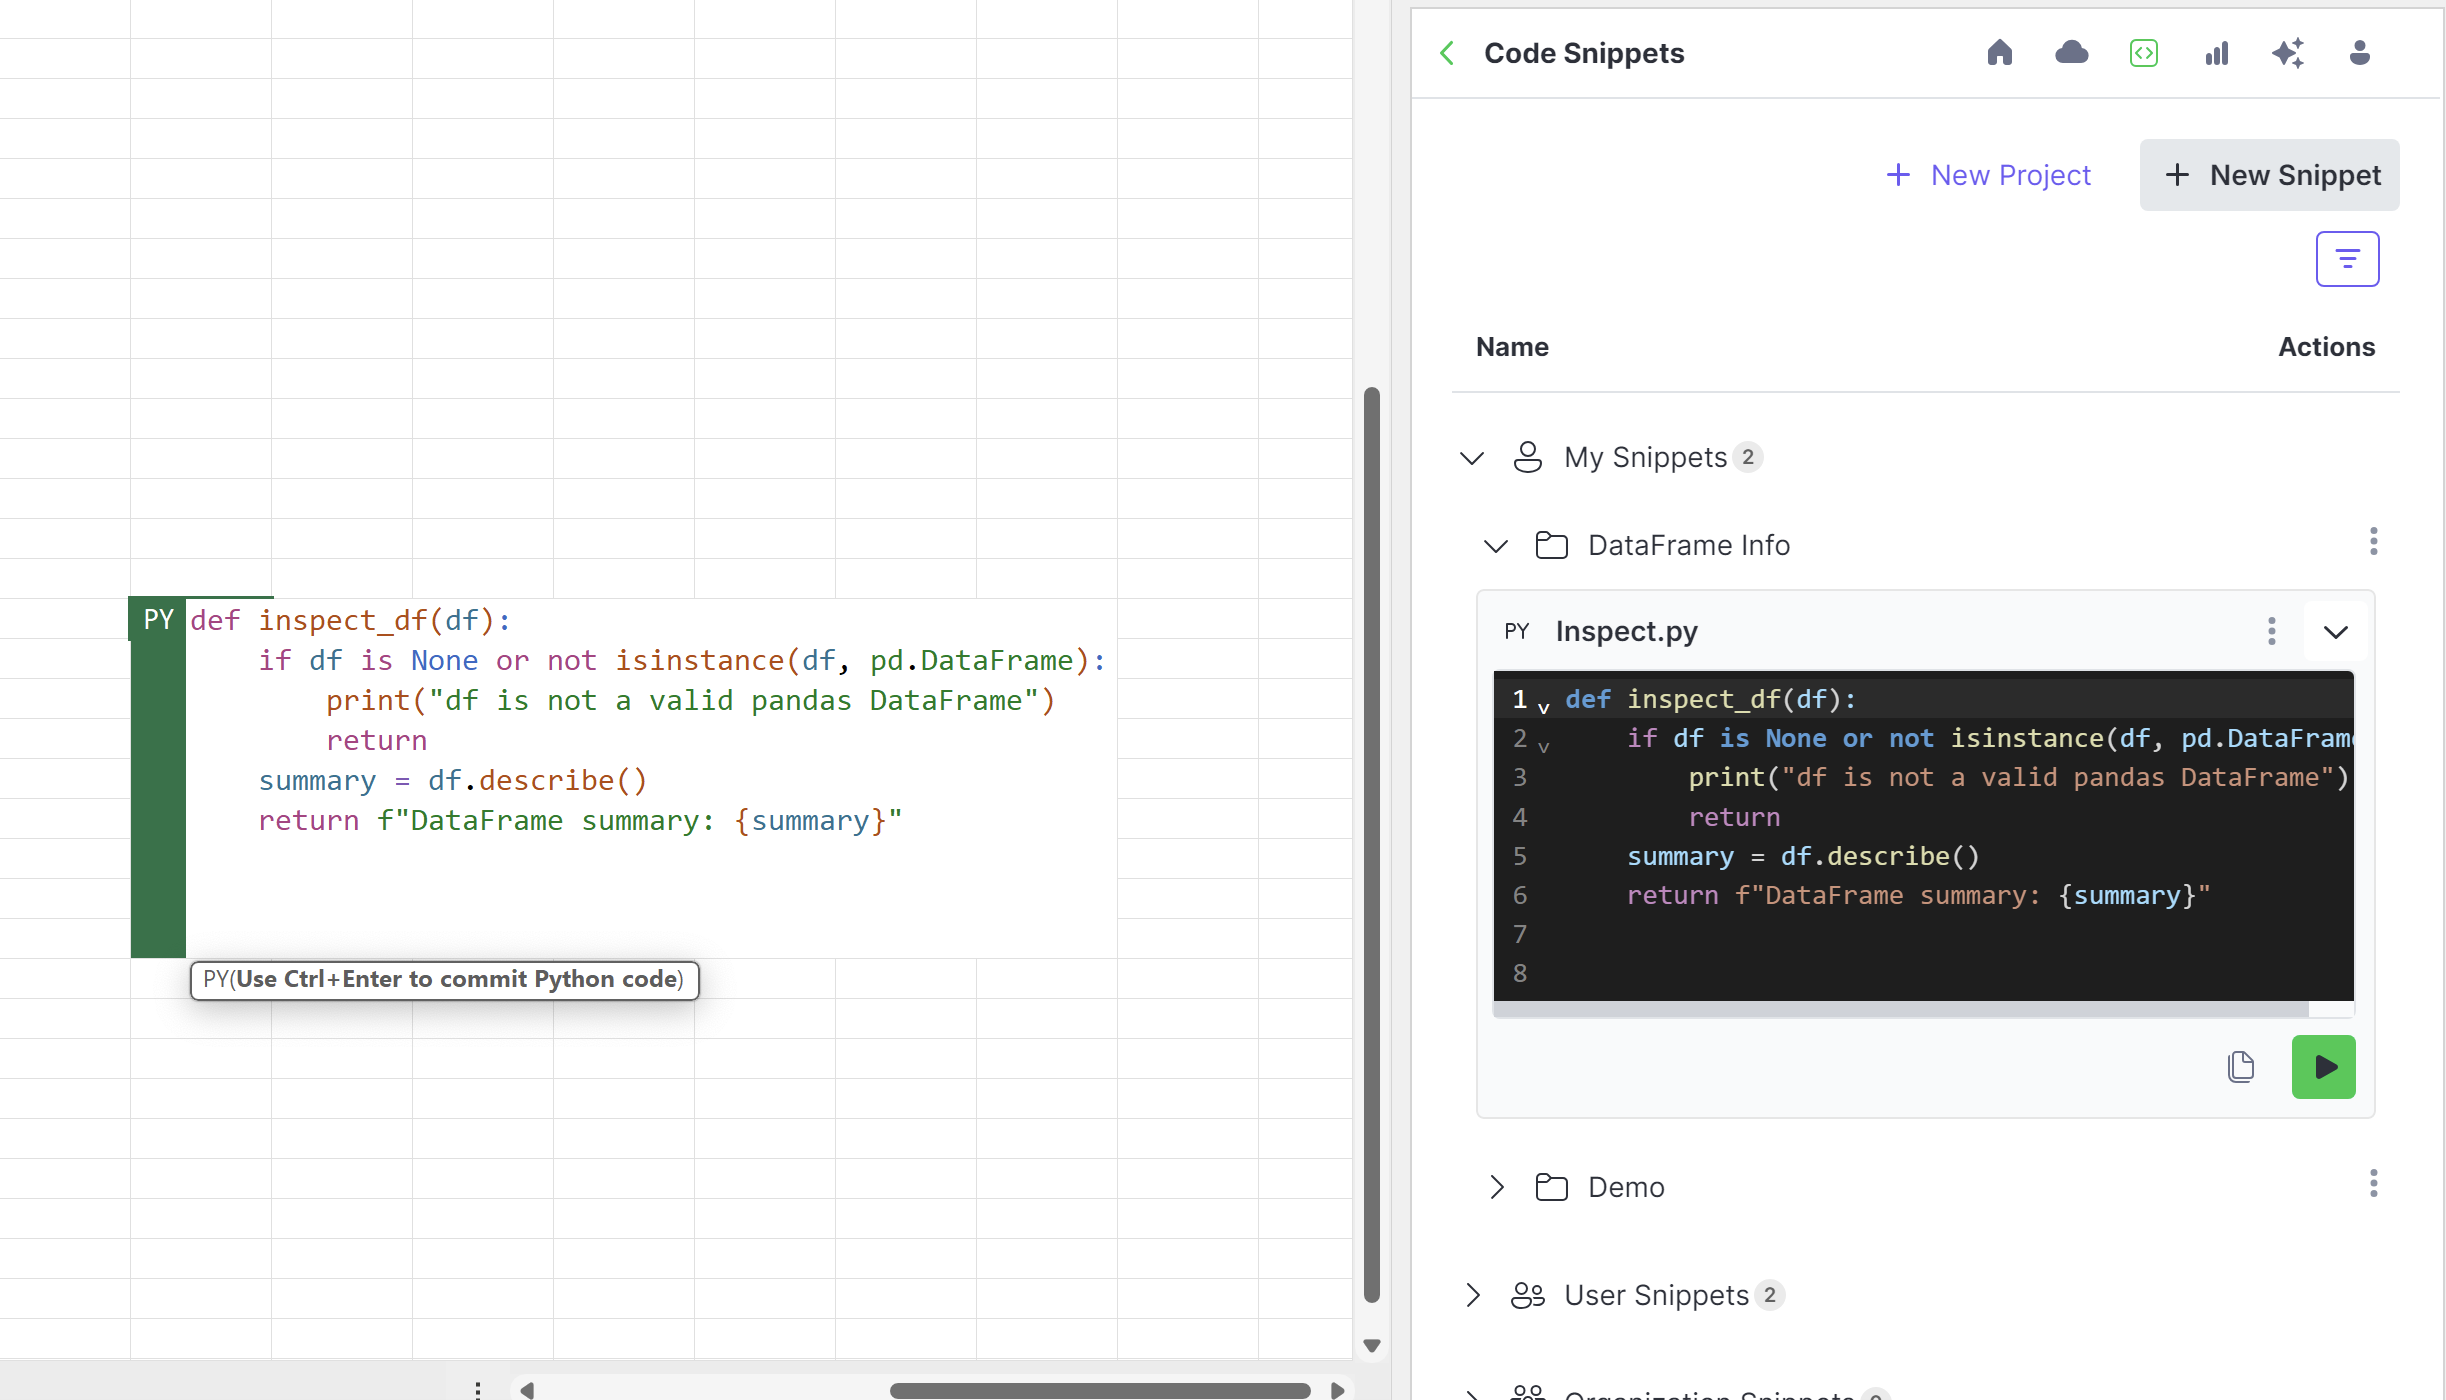 PY def inspect_df(df):
    if df is None or not isinstance(df, pd.DataFrame):
        print("df is not a valid pandas DataFrame")
        return
    summary = df.describe()
    return f"DataFrame summary: {summary}"
PY(Use Ctrl+Enter to commit Python code)
Code Snippets
+ New Project
+ New Snippet
Name
Actions
My Snippets 2
DataFrame Info
PY Inspect.py
1 def inspect_df(df):
2     if df is None or not isinstance(df, pd.DataFram
3         print("df is not a valid pandas DataFrame")
4         return
5     summary = df.describe()
6     return f"DataFrame summary: {summary}"
7
8
Demo
User Snippets 2
Organization Snippets